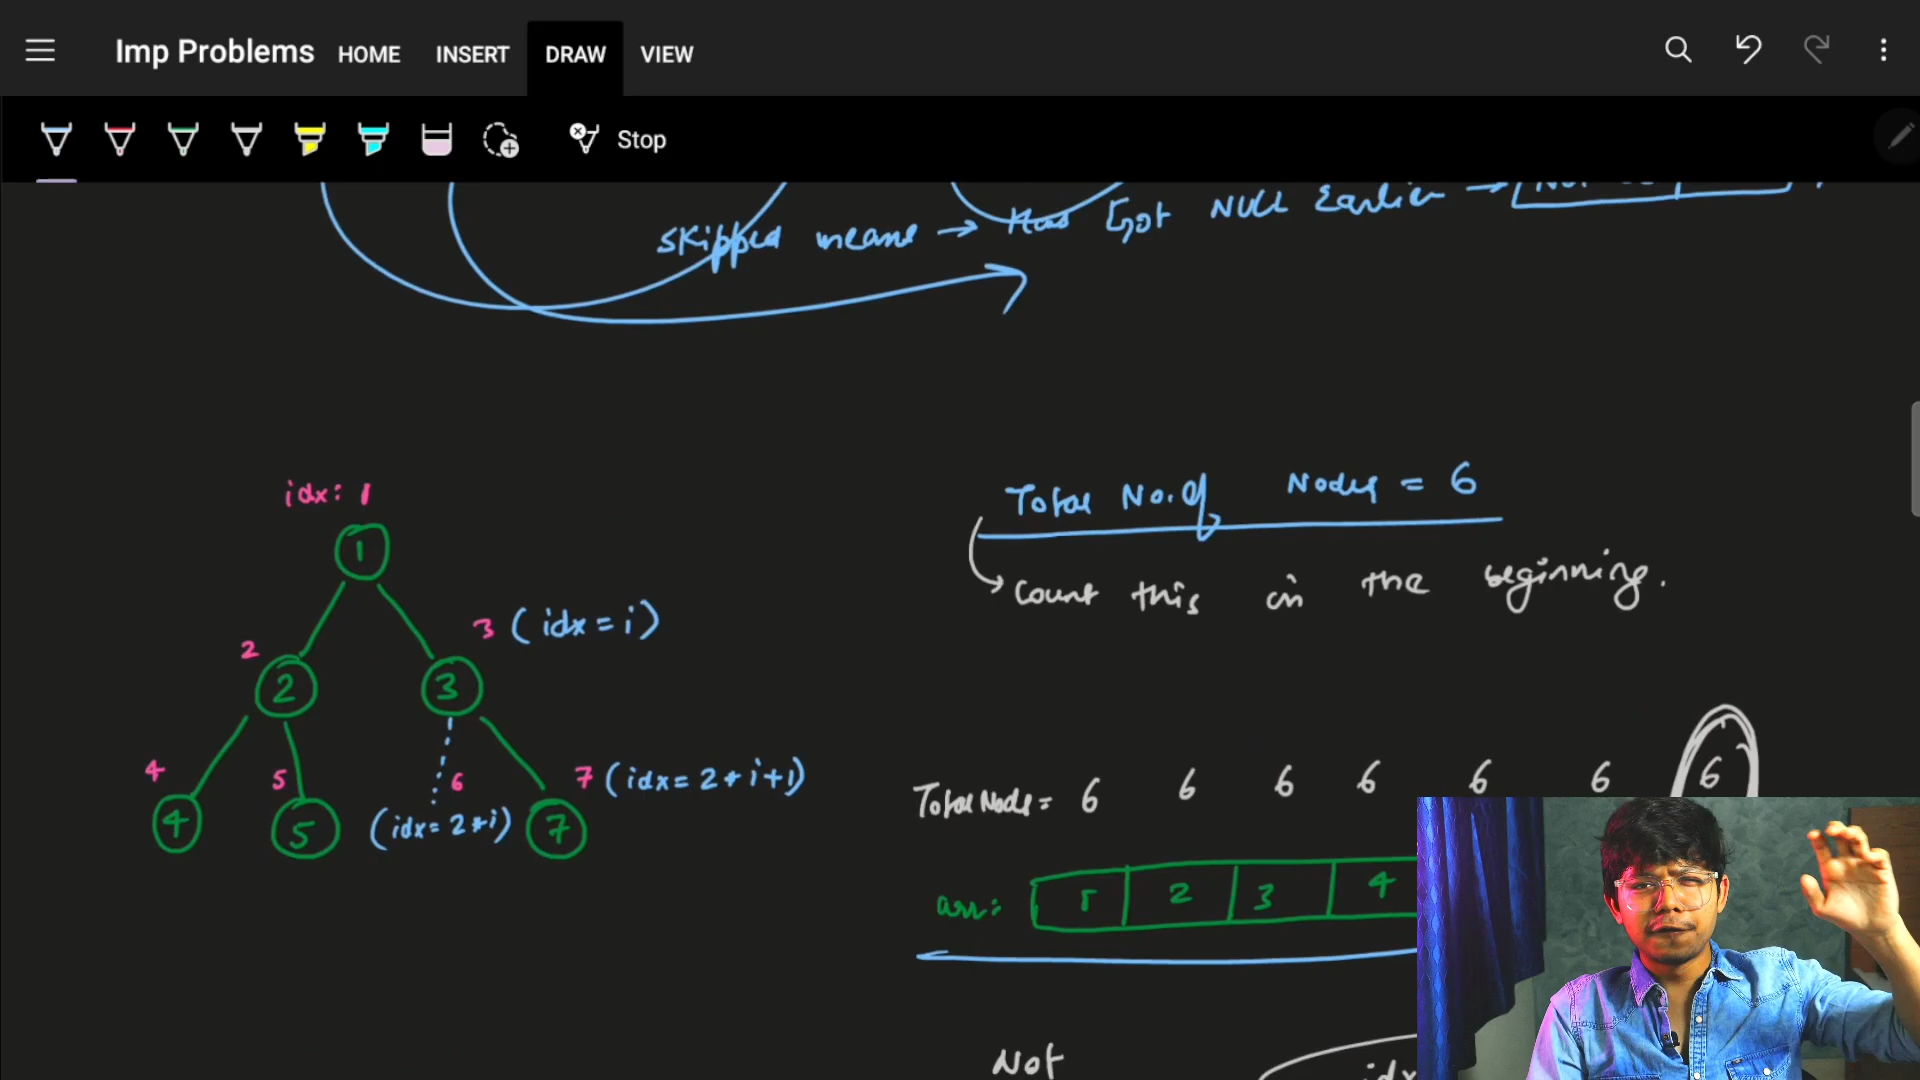 Imp Problems HOME INSERT DRAW VIEW
Stop
Skipped means → Has Got NULL Earlier →
idx: 1
1
Total No. Of Nodes = 6
Count this in the beginning.
2
3 (idx = i)
2
3
4
5
6
7 (idx = 2 * i + 1)
4
5
(idx = 2 * i)
7
Total Node = 6 6 6 6 6 6 6
arr: 1 2 3 4
Not
idx